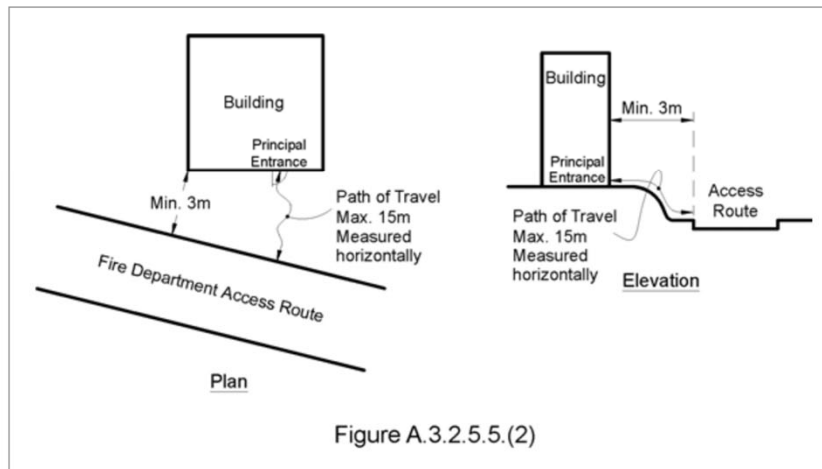 Building
Principal
Entrance
Min. 3m
Path of Travel
Max. 15m
Measured
horizontally
Fire Department Access Route
Plan
Building
Min. 3m
Principal
Entrance
Access
Route
Path of Travel
Max. 15m
Measured
horizontally
Elevation
Figure A.3.2.5.5.(2)